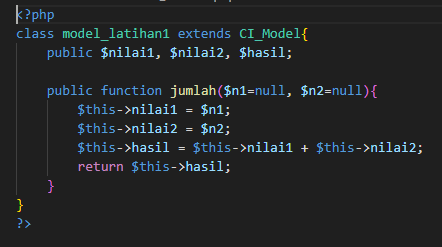 <?php
class model_latihan1 extends CI_Model{
    public $nilai1, $nilai2, $hasil;

    public function jumlah($n1=null, $n2=null){
        $this->nilai1 = $n1;
        $this->nilai2 = $n2;
        $this->hasil = $this->nilai1 + $this->nilai2;
        return $this->hasil;
    }
}
?>